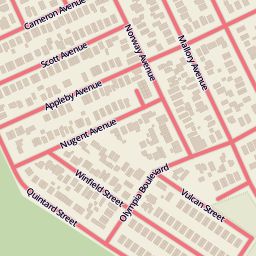 Cameron Avenue
Norway Avenue
Mallory Avenue
Scott Avenue
Appleby Avenue
Nugent Avenue
Winfield Street
Olympia Boulevard
Vulcan Street
Quintard Street